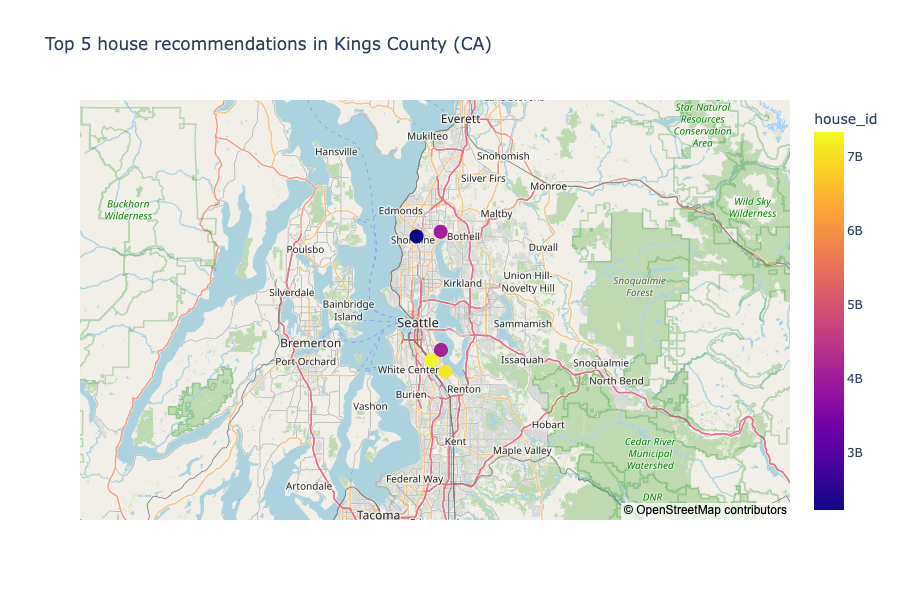 Top 5 house recommendations in Kings County (CA)
house_id
7B
6B
5B
4B
3B
Everett
Star Natural
Resources
Conservation
Area
Mukilteo
Hansville
Snohomish
Silver Firs
Monroe
Buckhorn
Wilderness
Wild Sky
Wilderness
Edmonds
Maltby
Bothell
Poulsbo
Duvall
Union Hill-
Novelty Hill
Snoqualmie
Forest
Kirkland
Silverdale
Bainbridge
Island
Seattle
Sammamish
Bremerton
Port Orchard
White Center
Issaquah
Snoqualmie
North Bend
Renton
Burien
Vashon
Hobart
Kent
Maple Valley
Cedar River
Municipal
Watershed
Federal Way
Artondale
DNR
Tacoma
© OpenStreetMap contributors